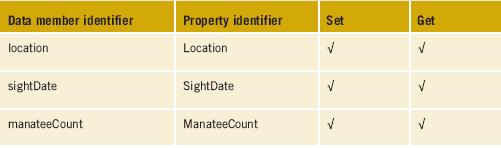 Data member identifier Property identifier Set Get
location Location √ √
sightDate SightDate √ √
manateeCount ManateeCount √ √